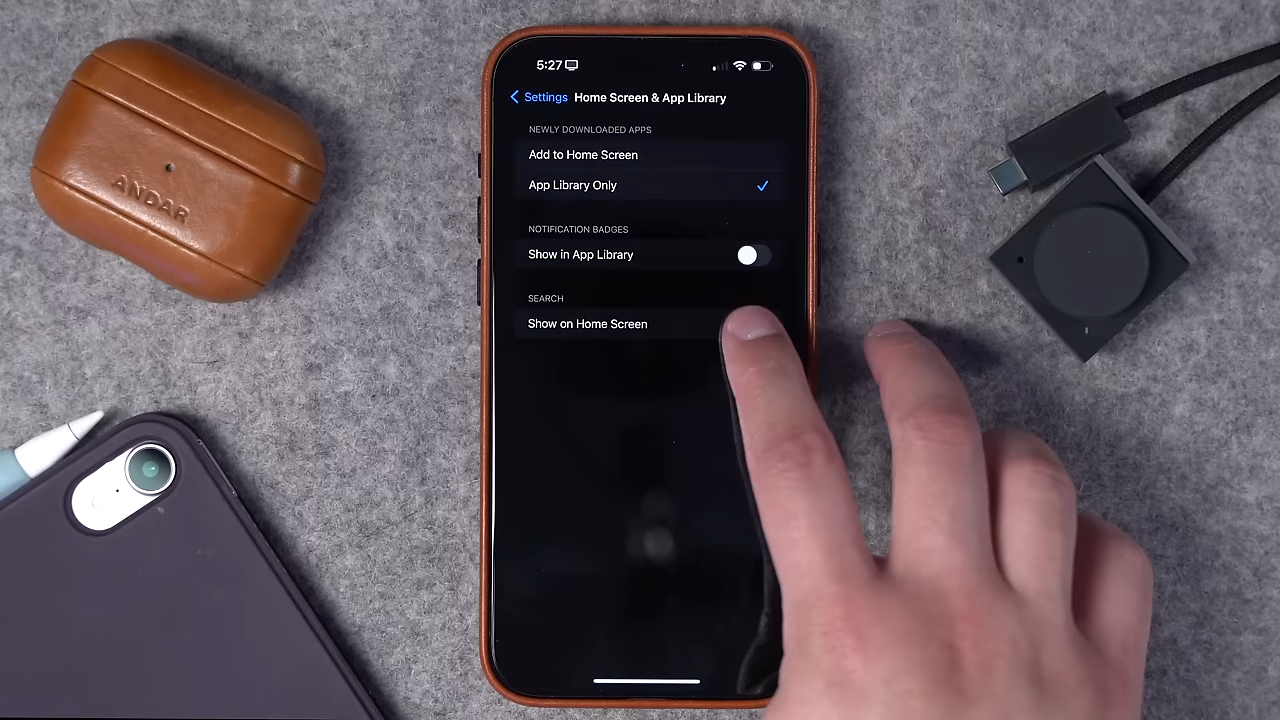 ANDAR
5:27
Settings Home Screen & App Library
NEWLY DOWNLOADED APPS
Add to Home Screen
App Library Only
NOTIFICATION BADGES
Show in App Library
SEARCH
Show on Home Screen